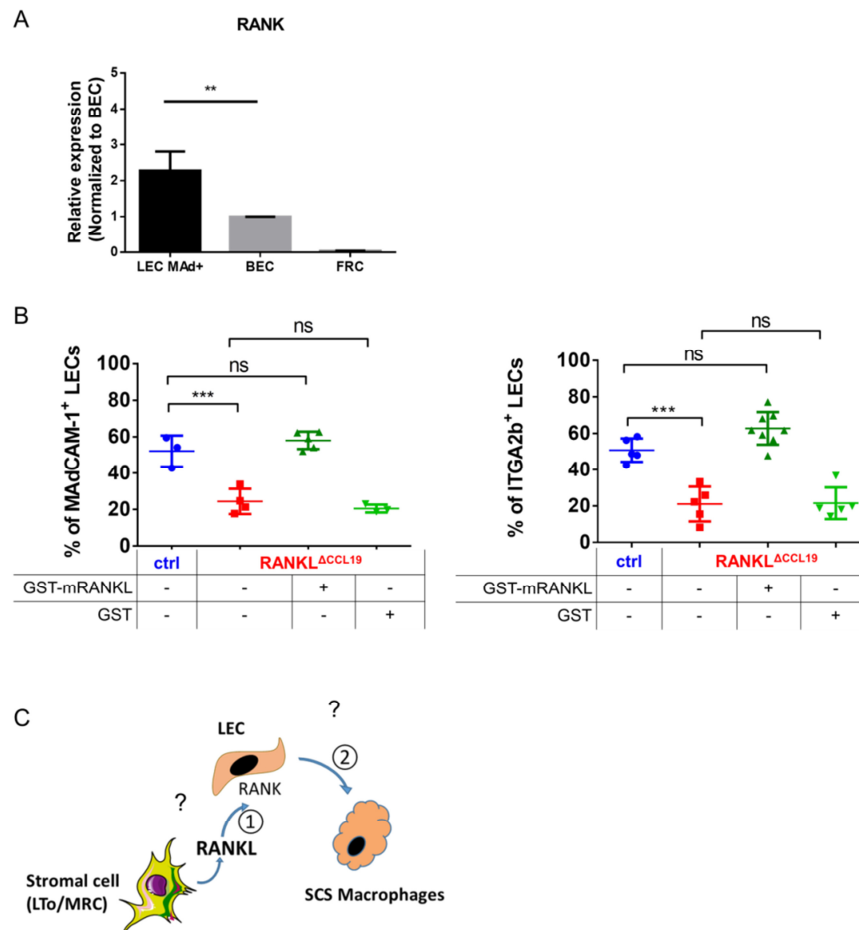 A
RANK
Relative expression
(Normalized to BEC)
5
4
3
2
1
0
**
LEC MAd+ BEC FRC
B
% of MAdCAM-1+ LECs
100
80
60
40
20
0
ns
ns
***
ctrl RANKLΔCCL19
GST-mRANKL - - + -
GST - - - +
% of ITGA2b+ LECs
100
80
60
40
20
0
ns
ns
***
ctrl RANKLΔCCL19
GST-mRANKL - - + -
GST - - - +
C
?
LEC
RANK
2
?
1
RANKL
Stromal cell
(LTo/MRC)
SCS Macrophages